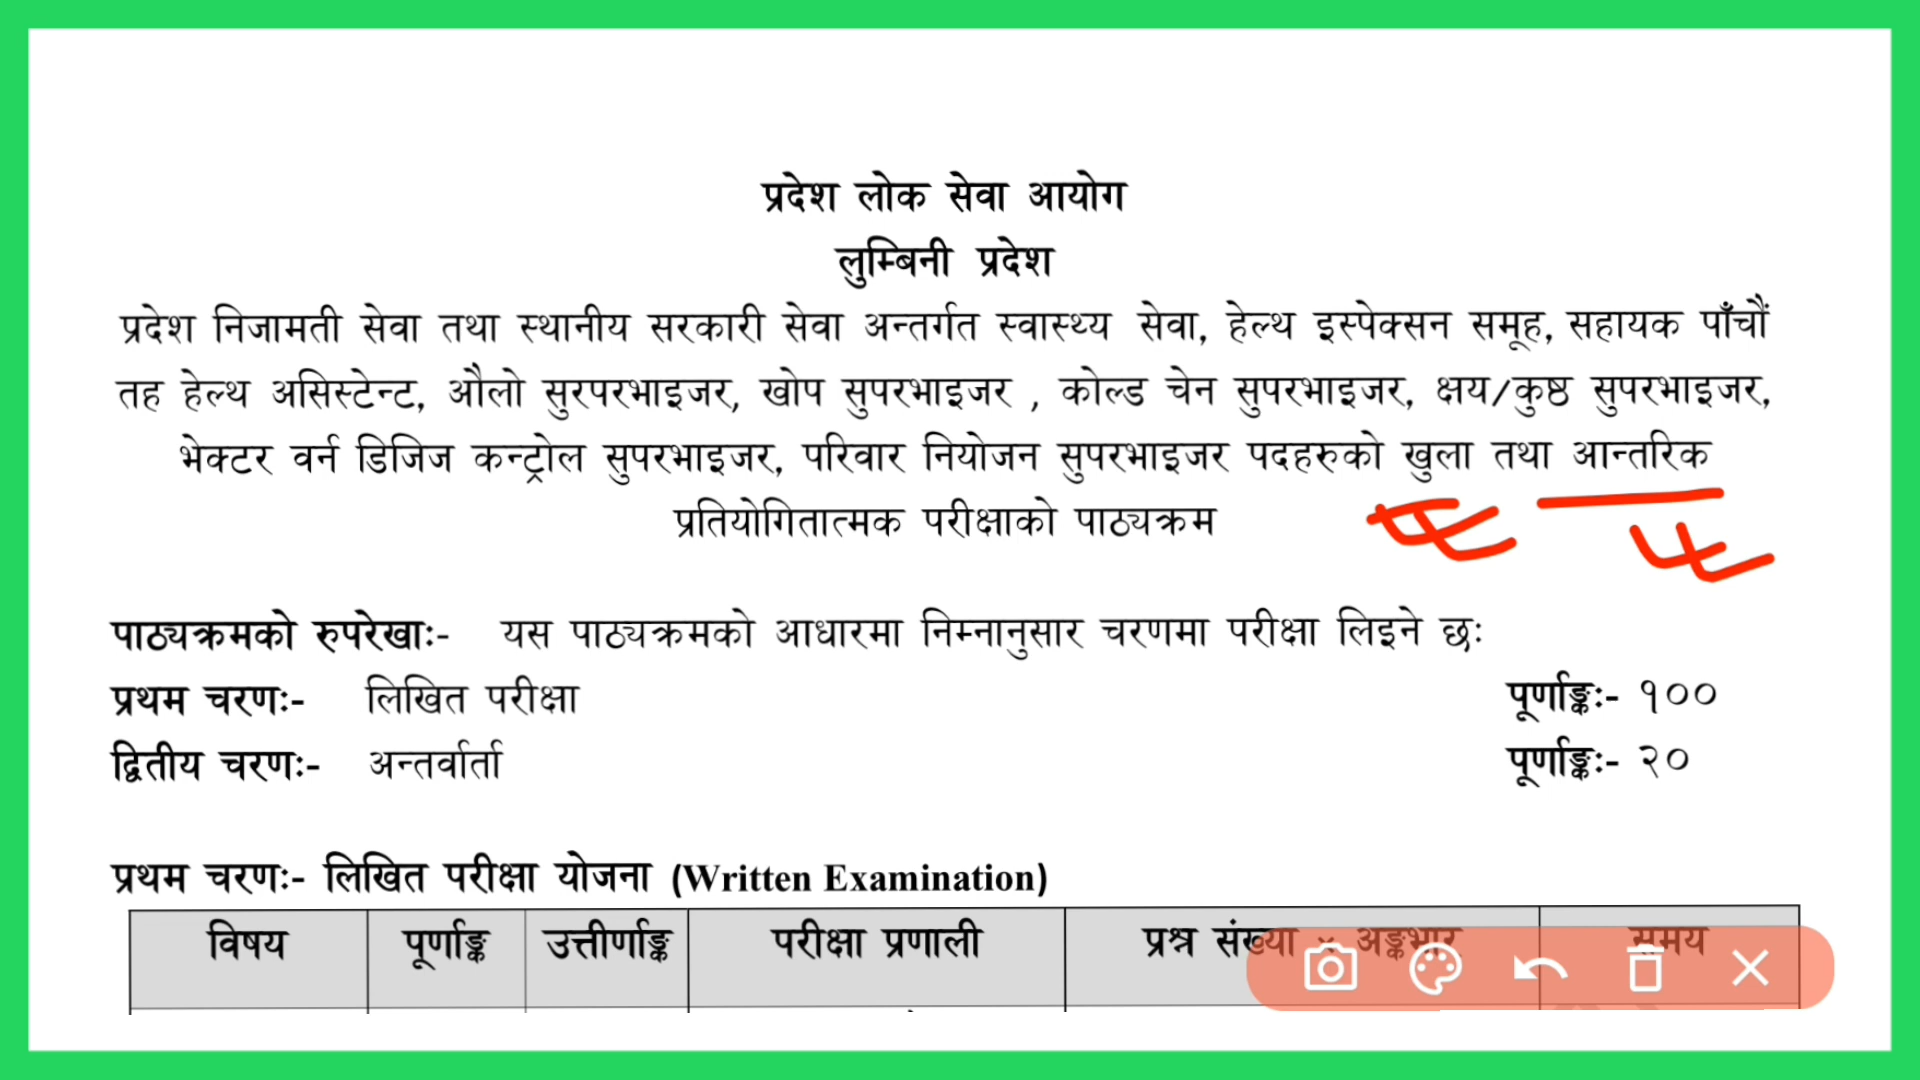 प्रदेश लोक सेवा आयोग
लुम्बिनी प्रदेश
प्रदेश निजामती सेवा तथा स्थानीय सरकारी सेवा अन्तर्गत स्वास्थ्य सेवा, हेल्थ इस्पेक्सन समूह, सहायक पाँचौं
तह हेल्थ असिस्टेन्ट, औलो सुरपरभाइजर, खोप सुपरभाइजर , कोल्ड चेन सुपरभाइजर, क्षय/कुष्ठ सुपरभाइजर,
भेक्टर वर्न डिजिज कन्ट्रोल सुपरभाइजर, परिवार नियोजन सुपरभाइजर पदहरुको खुला तथा आन्तरिक
प्रतियोगितात्मक परीक्षाको पाठ्यक्रम
पाठ्यक्रमको रुपरेखाः- यस पाठ्यक्रमको आधारमा निम्नानुसार चरणमा परीक्षा लिइने छः
प्रथम चरणः- लिखित परीक्षा पूर्णाङ्कः- १००
द्वितीय चरणः- अन्तर्वार्ता पूर्णाङ्कः- २०
प्रथम चरणः- लिखित परीक्षा योजना (Written Examination)
विषय पूर्णाङ्क उत्तीर्णाङ्क परीक्षा प्रणाली प्रश्न संख्या × अङ्कभार समय